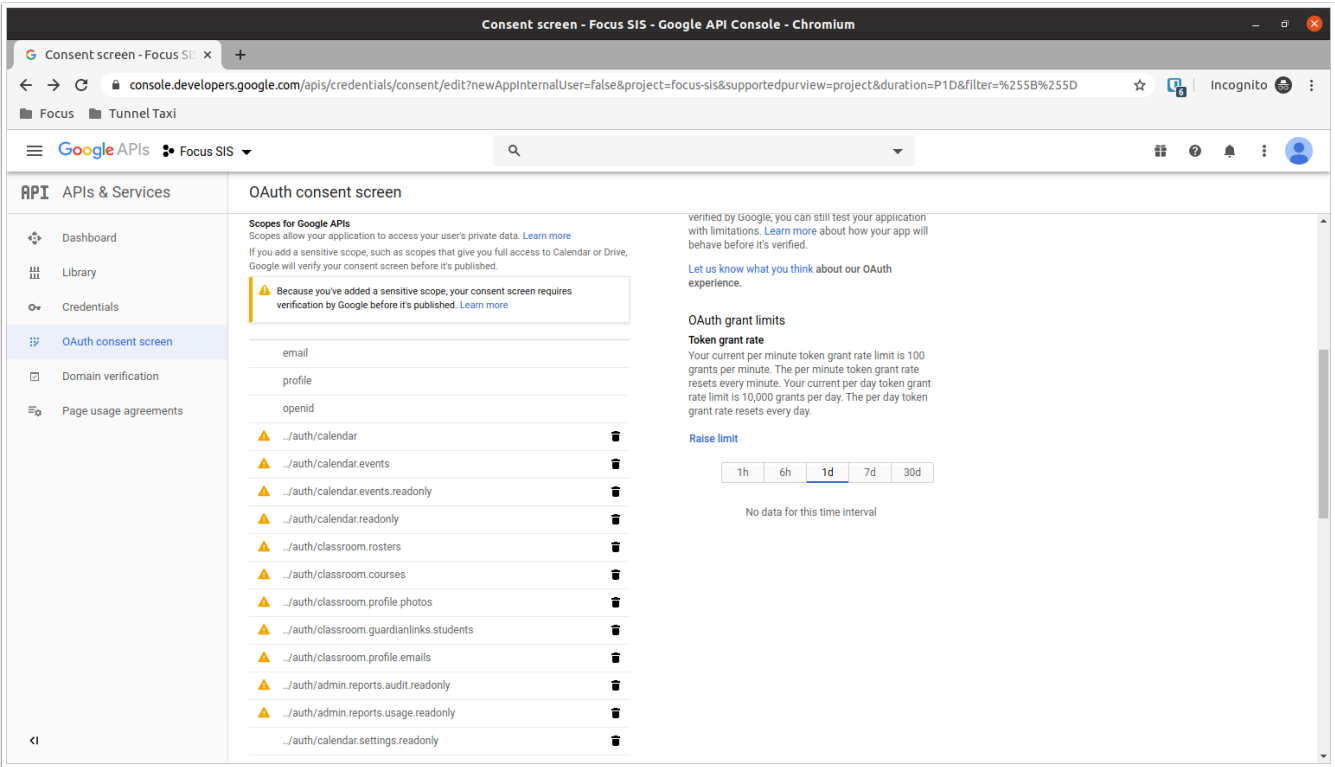 Consent screen - Focus SIS - Google API Console - Chromium
Consent screen - Focus SIS
console.developers.google.com/apis/credentials/consent/edit?newAppInternalUser=false&project=focus-sis&supportedpurview=project&duration=P1D&filter=%255B%255D
6
Incognito
Focus
Tunnel Taxi
Google APIs
Focus SIS
API
APIs & Services
OAuth consent screen
Dashboard
Library
Credentials
OAuth consent screen
Domain verification
Page usage agreements
Scopes for Google APIs
Scopes allow your application to access your user's private data. Learn more
If you add a sensitive scope, such as scopes that give you full access to Calendar or Drive,
Google will verify your consent screen before it's published.
Because you've added a sensitive scope, your consent screen requires
verification by Google before it's published. Learn more
email
profile
openid
../auth/calendar
../auth/calendar.events
../auth/calendar.events.readonly
../auth/calendar.readonly
../auth/classroom.rosters
../auth/classroom.courses
../auth/classroom.profile.photos
../auth/classroom.guardianlinks.students
../auth/classroom.profile.emails
../auth/admin.reports.audit.readonly
../auth/admin.reports.usage.readonly
../auth/calendar.settings.readonly
verified by Google, you can still test your application
with limitations. Learn more about how your app will
behave before it's verified.
Let us know what you think about our OAuth
experience.
OAuth grant limits
Token grant rate
Your current per minute token grant rate limit is 100
grants per minute. The per minute token grant rate
resets every minute. Your current per day token grant
rate limit is 10,000 grants per day. The per day token
grant rate resets every day.
Raise limit
1h
6h
1d
7d
30d
No data for this time interval